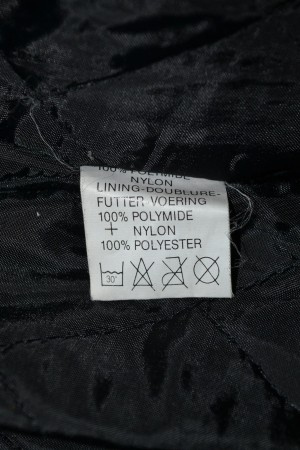 100% POLYMIDE
NYLON
LINING-DOUBLURE-
FUTTER VOERING
100% POLYMIDE
+ NYLON
100% POLYESTER
30°